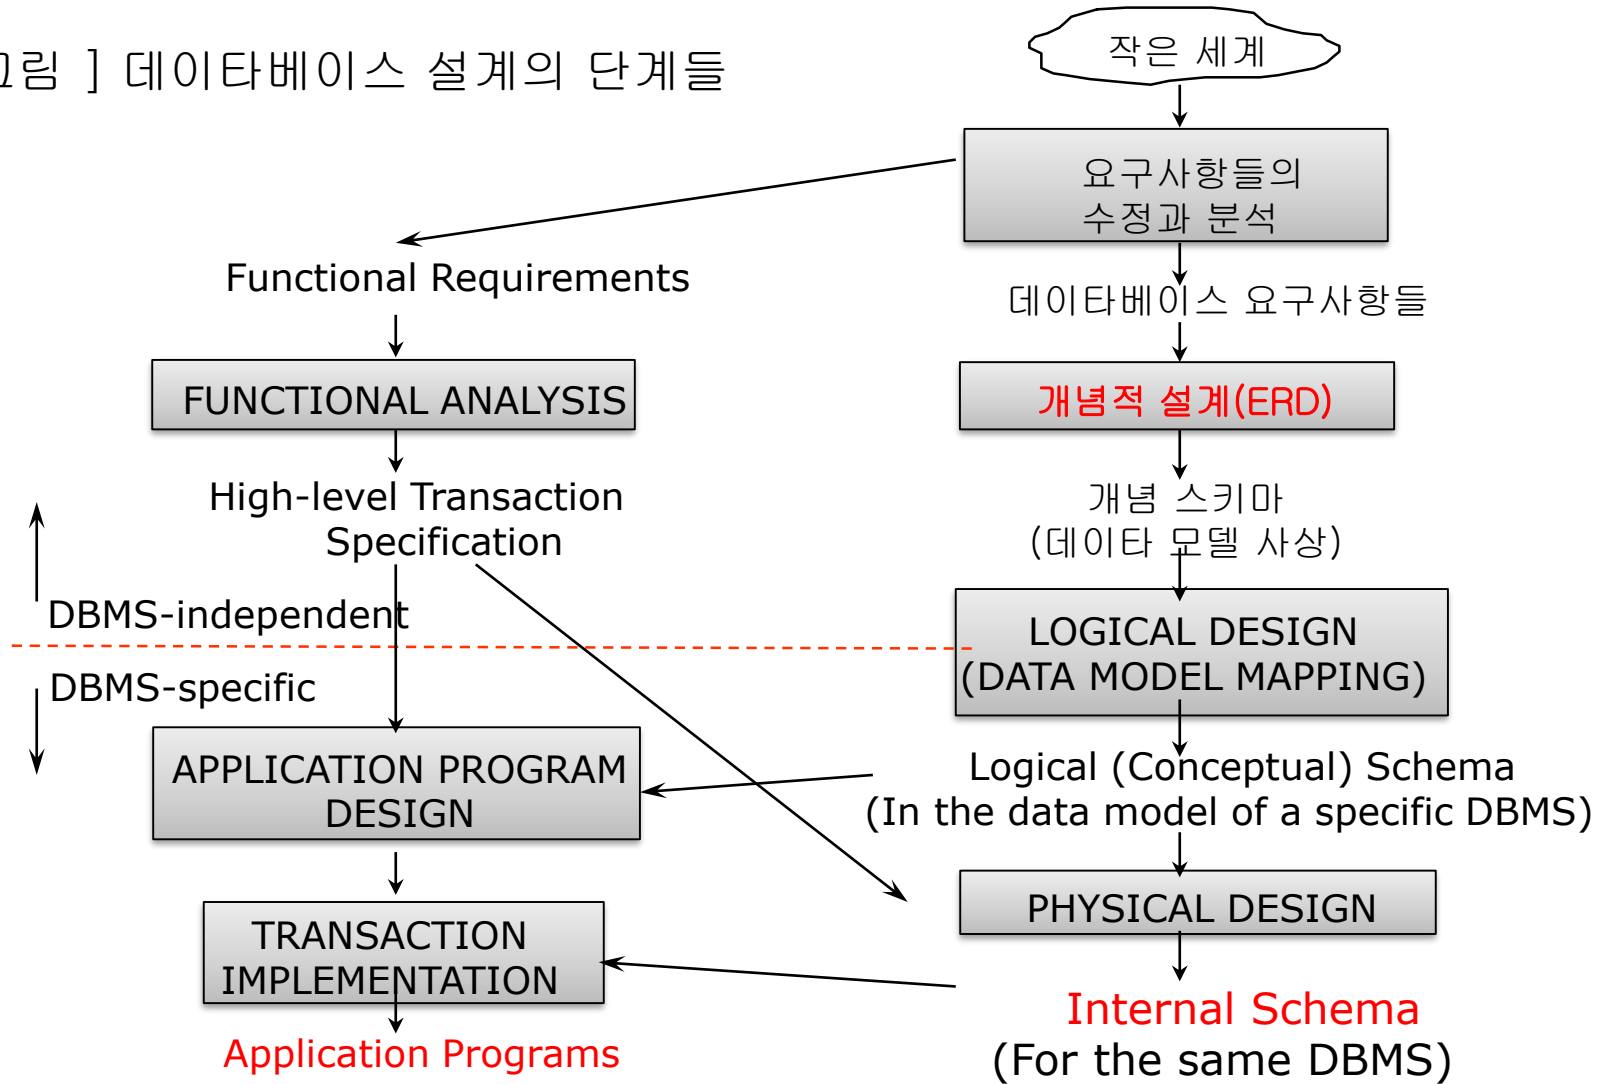 림 ] 데이타베이스 설계의 단계들
작은 세계
요구사항들의
수정과 분석
Functional Requirements
데이타베이스 요구사항들
FUNCTIONAL ANALYSIS
개념적 설계(ERD)
High-level Transaction
Specification
개념 스키마
(데이타 모델 사상)
DBMS-independent
LOGICAL DESIGN
(DATA MODEL MAPPING)
DBMS-specific
APPLICATION PROGRAM
DESIGN
Logical (Conceptual) Schema
(In the data model of a specific DBMS)
TRANSACTION
IMPLEMENTATION
PHYSICAL DESIGN
Application Programs
Internal Schema
(For the same DBMS)